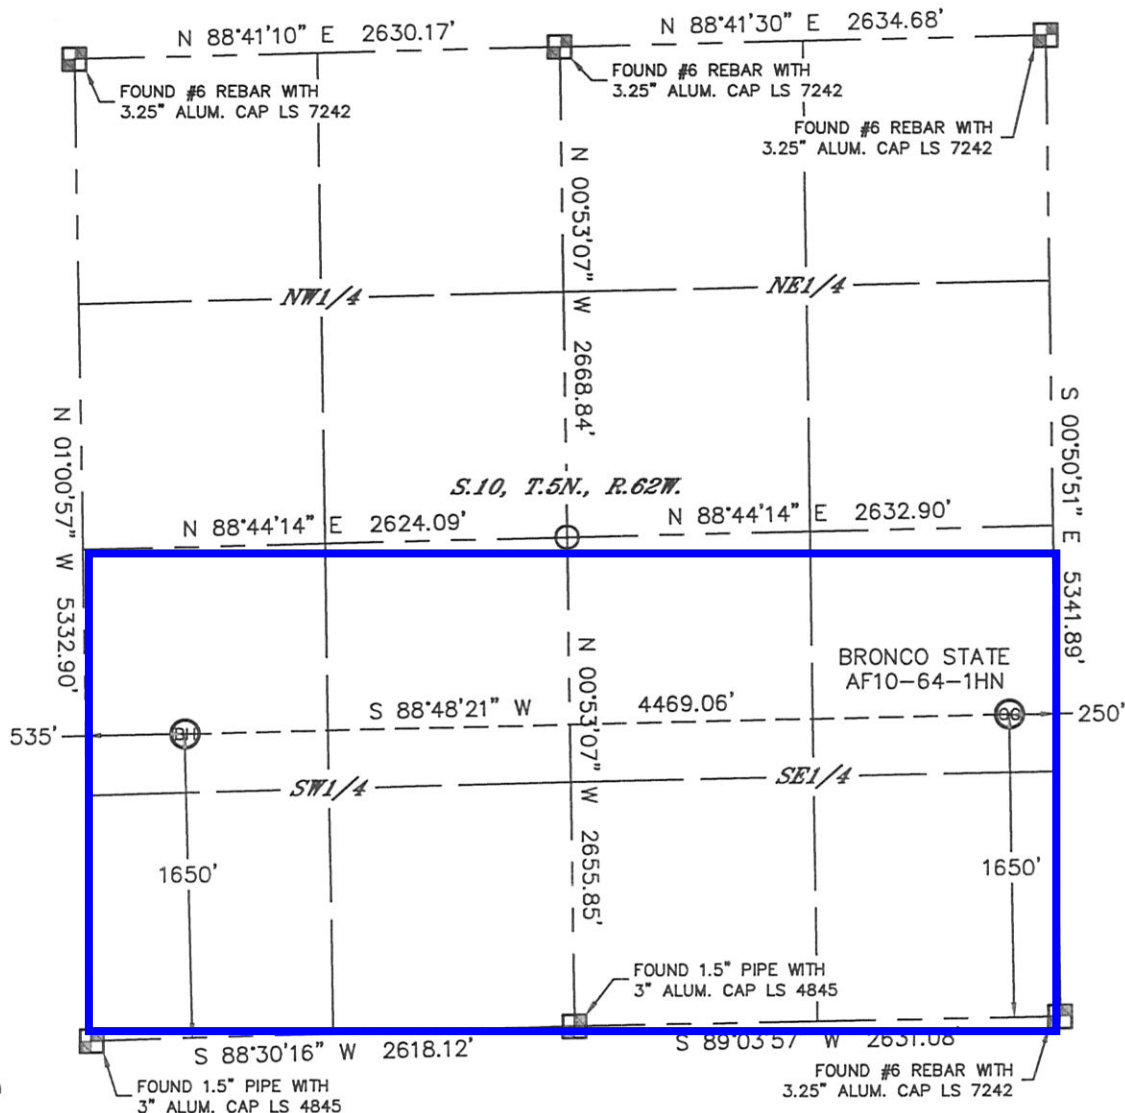 N 88°41'10" E 2630.17'
N 88°41'30" E 2634.68'
FOUND #6 REBAR WITH
3.25" ALUM. CAP LS 7242
FOUND #6 REBAR WITH
3.25" ALUM. CAP LS 7242
FOUND #6 REBAR WITH
3.25" ALUM. CAP LS 7242
N 00°53'07" W 2668.84'
NW1/4
NE1/4
N 01°00'57" W 5332.90'
S 00°50'51" E 5341.89'
S.10, T.5N., R.62W.
N 88°44'14" E 2624.09'
N 88°44'14" E 2632.90'
BRONCO STATE
AF10-64-1HN
S 88°48'21" W 4469.06'
535'
BH
250'
N 00°53'07" W 2655.85'
SW1/4
SE1/4
1650'
1650'
FOUND 1.5" PIPE WITH
3" ALUM. CAP LS 4845
S 88°30'16" W 2618.12'
S 89°03'57" W 2631.08'
FOUND 1.5" PIPE WITH
3" ALUM. CAP LS 4845
FOUND #6 REBAR WITH
3.25" ALUM. CAP LS 7242